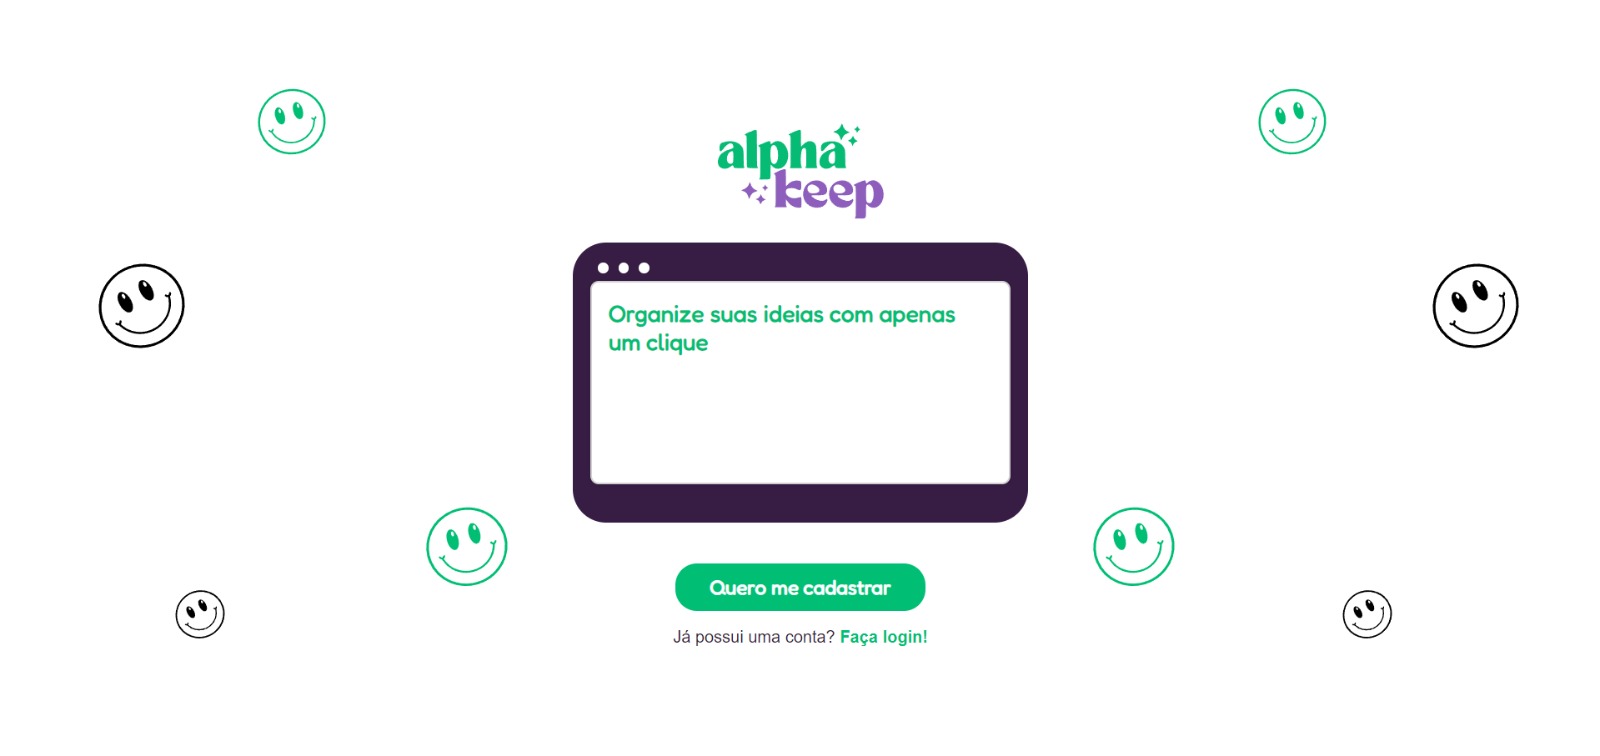 alpha
keep
Organize suas ideias com apenas
um clique
Quero me cadastrar
Já possui uma conta? Faça login!